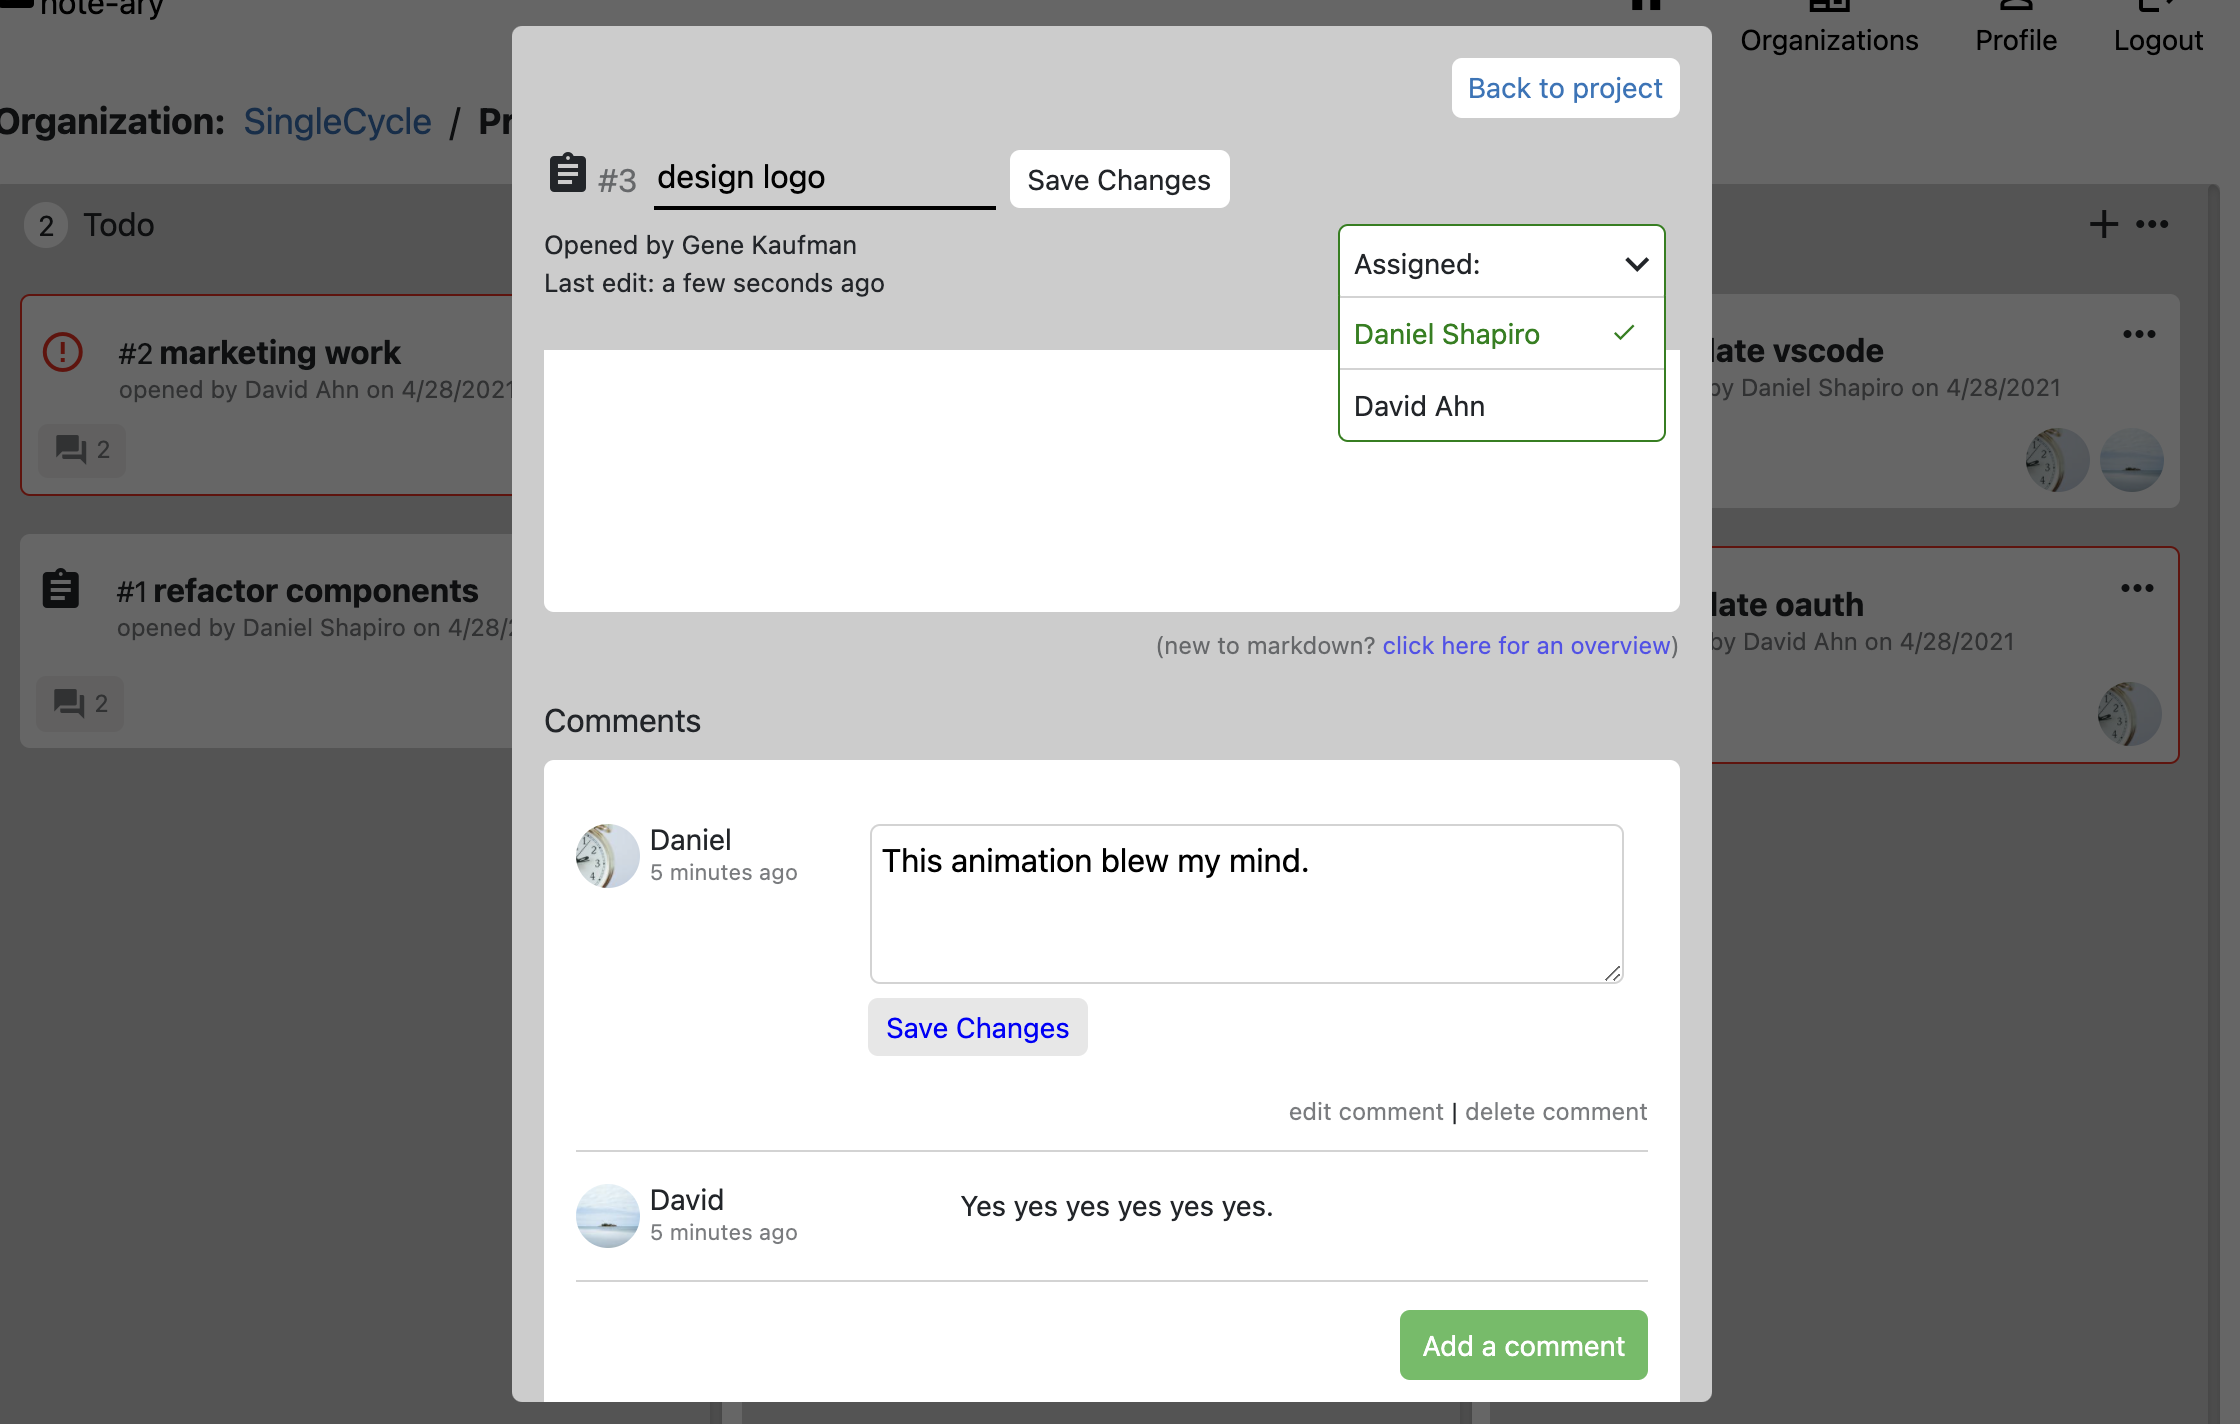 note-ary
Organizations
Profile
Logout
Back to project
Organization: SingleCycle / Pr
#3 design logo
Save Changes
2 Todo
Opened by Gene Kaufman
Last edit: a few seconds ago
Assigned:
Daniel Shapiro
David Ahn
#2 marketing work
opened by David Ahn on 4/28/2021
2
#1 refactor components
opened by Daniel Shapiro on 4/28/2
2
late vscode
by Daniel Shapiro on 4/28/2021
late oauth
by David Ahn on 4/28/2021
(new to markdown? click here for an overview)
Comments
Daniel
5 minutes ago
This animation blew my mind.
Save Changes
edit comment | delete comment
David
5 minutes ago
Yes yes yes yes yes yes.
Add a comment